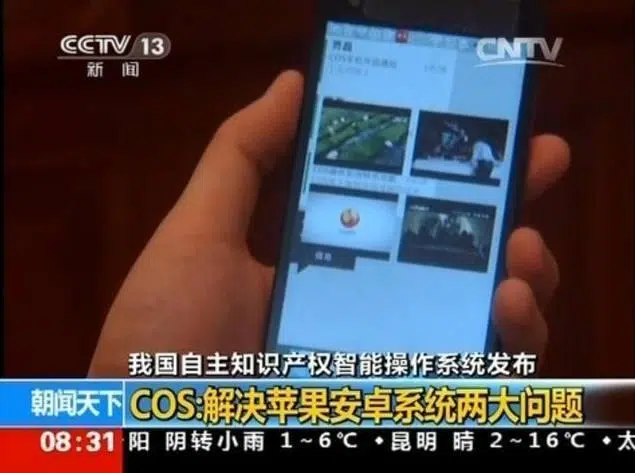 CCTV 13
新闻
CNTV
我国自主知识产权智能操作系统发布
朝闻天下
COS:解决苹果安卓系统两大问题
08:31
阳 阴转小雨 1~6℃ · 昆明 晴 2~16℃ · 太